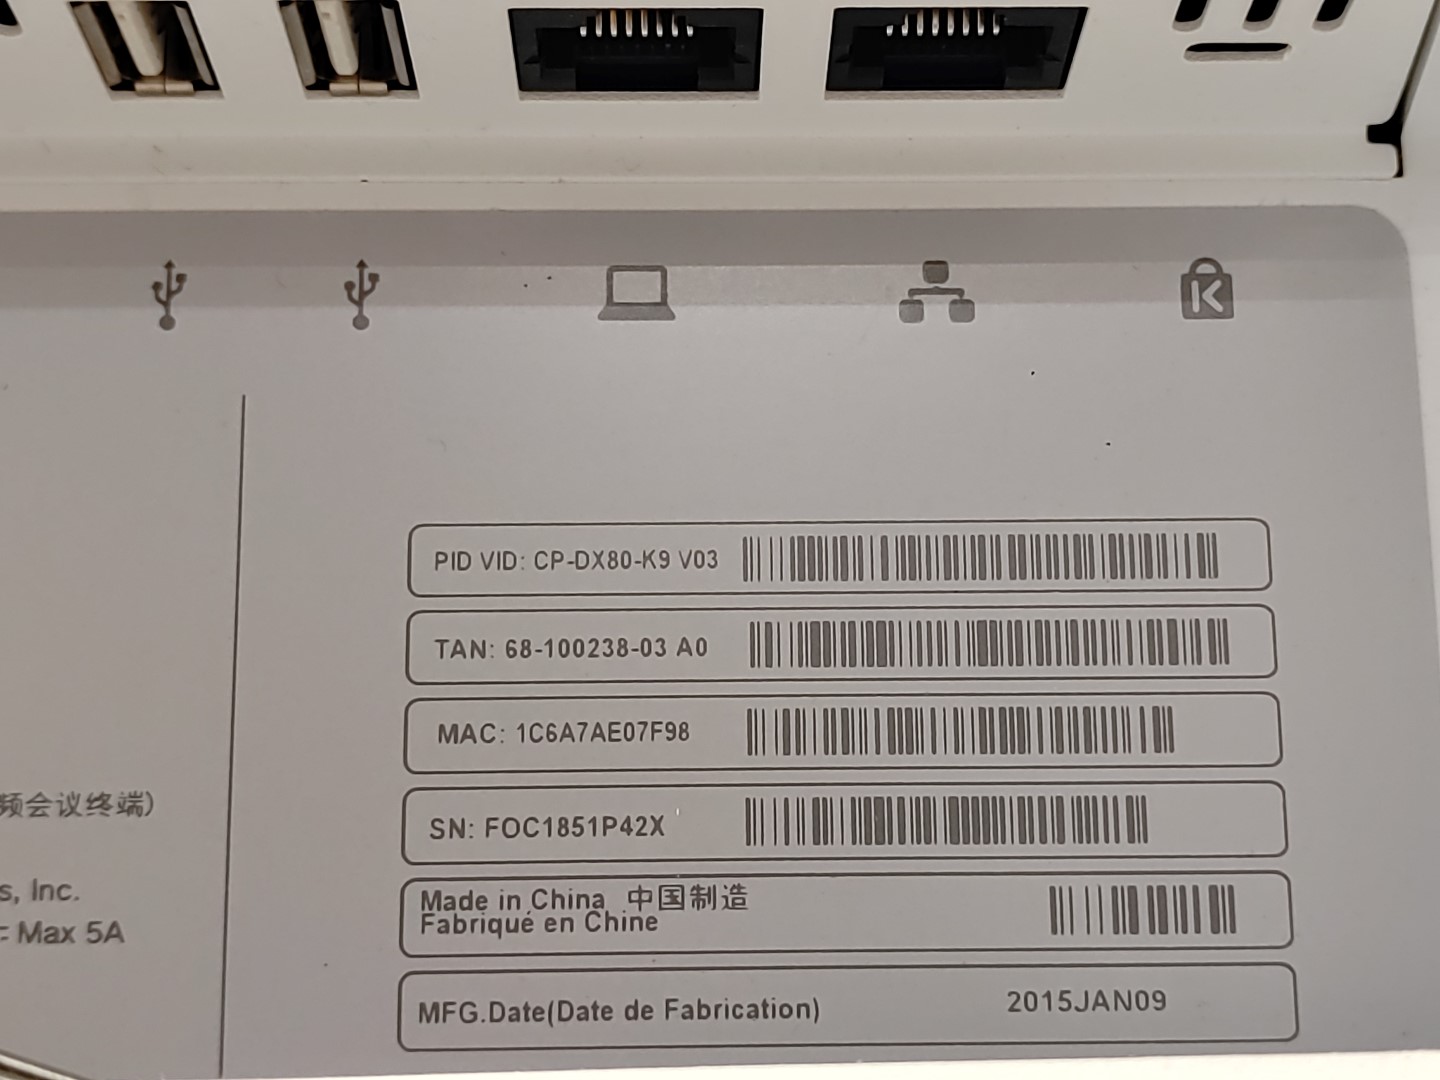 频会议终端)
s, Inc.
Max 5A
PID VID: CP-DX80-K9 V03
TAN: 68-100238-03 A0
MAC: 1C6A7AE07F98
SN: FOC1851P42X
Made in China 中国制造
Fabriqué en Chine
MFG.Date(Date de Fabrication) 2015JAN09